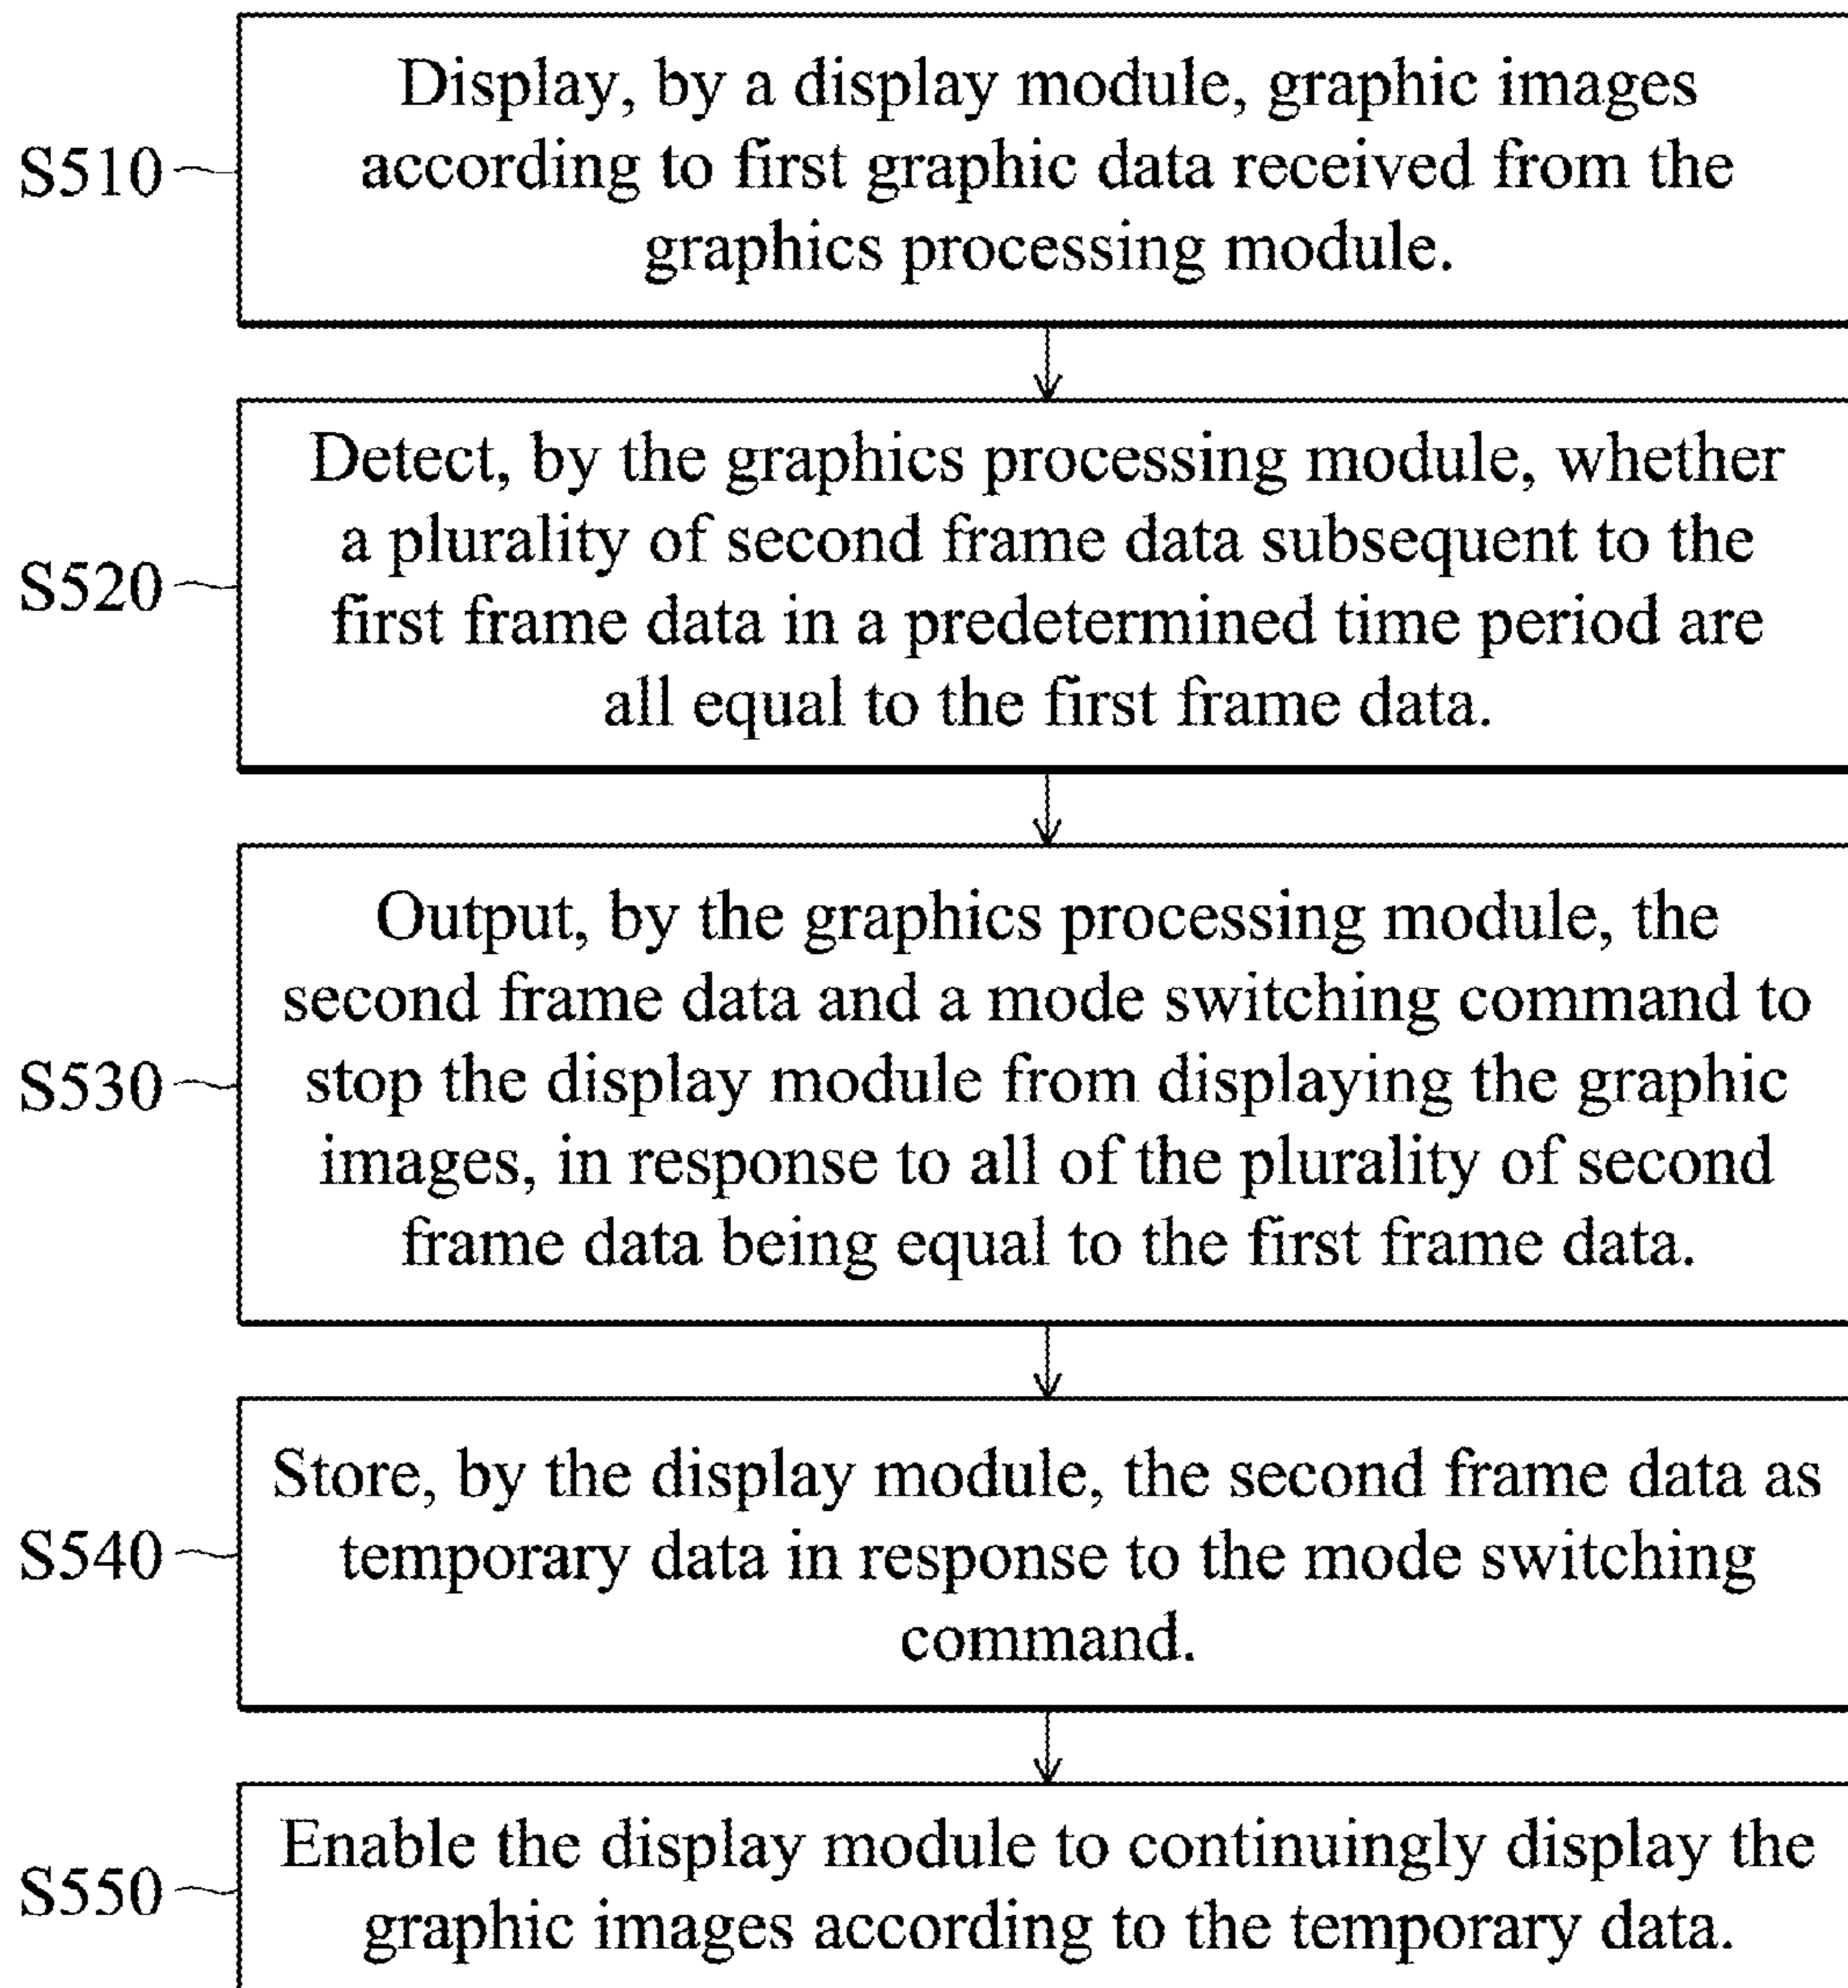 Display, by a display module, graphic images
according to first graphic data received from the
graphics processing module.
S510
Detect, by the graphics processing module, whether
a plurality of second frame data subsequent to the
first frame data in a predetermined time period are
all equal to the first frame data.
S520
Output, by the graphics processing module, the
second frame data and a mode switching command to
stop the display module from displaying the graphic
images, in response to all of the plurality of second
frame data being equal to the first frame data.
S530
Store, by the display module, the second frame data as
temporary data in response to the mode switching
command.
S540
Enable the display module to continuingly display the
graphic images according to the temporary data.
S550